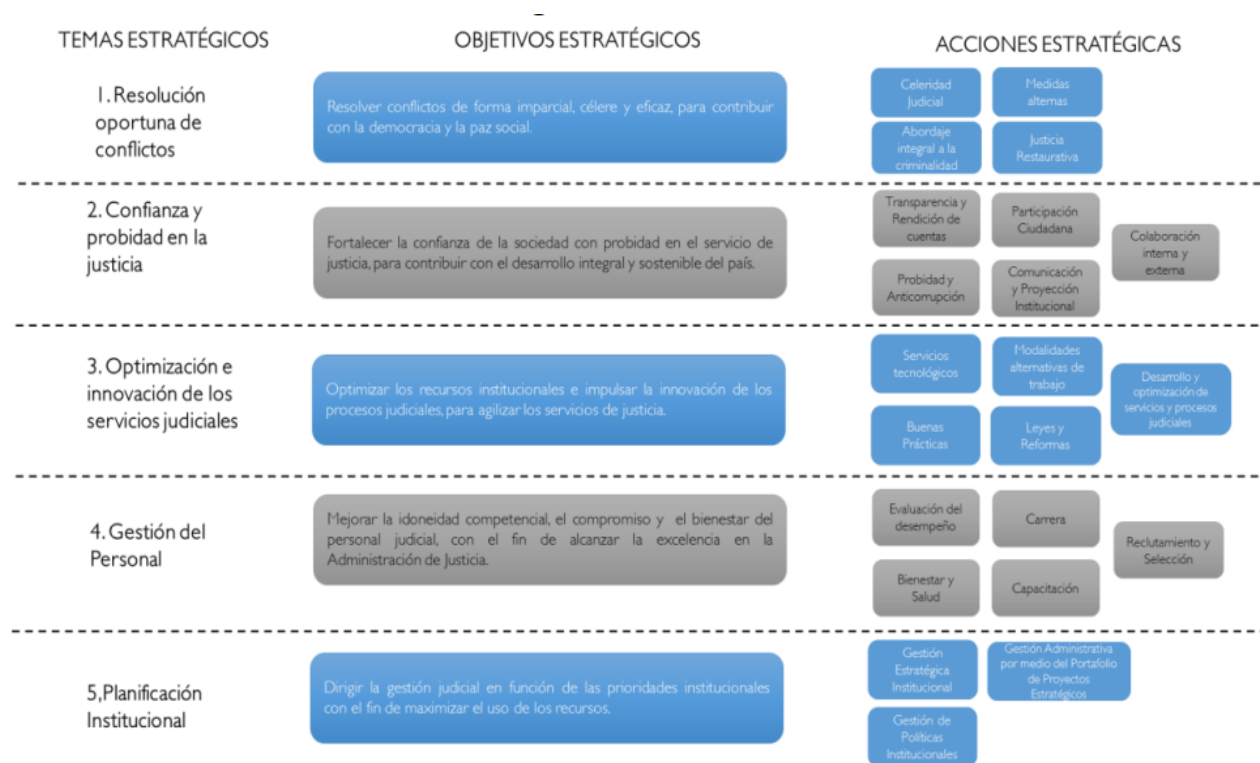 TEMAS ESTRATÉGICOS
OBJETIVOS ESTRATÉGICOS
ACCIONES ESTRATÉGICAS
1. Resolución
oportuna de
conflictos
Resolver conflictos de forma imparcial, célere y eficaz, para contribuir
con la democracia y la paz social.
Celeridad
Judicial
Medidas
alternas
Abordaje
integral a la
criminalidad
Justicia
Restaurativa
2. Confianza y
probidad en la
justicia
Fortalecer la confianza de la sociedad con probidad en el servicio de
justicia, para contribuir con el desarrollo integral y sostenible del país.
Transparencia y
Rendición de
cuentas
Participación
Ciudadana
Colaboración
interna y
externa
Probidad y
Anticorrupción
Comunicación
y Proyección
Institucional
3. Optimización e
innovación de los
servicios judiciales
Optimizar los recursos institucionales e impulsar la innovación de los
procesos judiciales, para agilizar los servicios de justicia.
Servicios
tecnológicos
Modalidades
alternativas de
trabajo
Desarrollo y
optimización de
servicios y procesos
judiciales
Buenas
Prácticas
Leyes y
Reformas
4. Gestión del
Personal
Mejorar la idoneidad competencial, el compromiso y el bienestar del
personal judicial, con el fin de alcanzar la excelencia en la
Administración de Justicia.
Evaluación del
desempeño
Carrera
Reclutamiento y
Selección
Bienestar y
Salud
Capacitación
5,Planificación
Institucional
Dirigir la gestión judicial en función de las prioridades institucionales
con el fin de maximizar el uso de los recursos.
Gestión
Estratégica
Institucional
Gestión Administrativa
por medio del Portafolio
de Proyectos
Estratégicos
Gestión de
Políticas
Institucionales